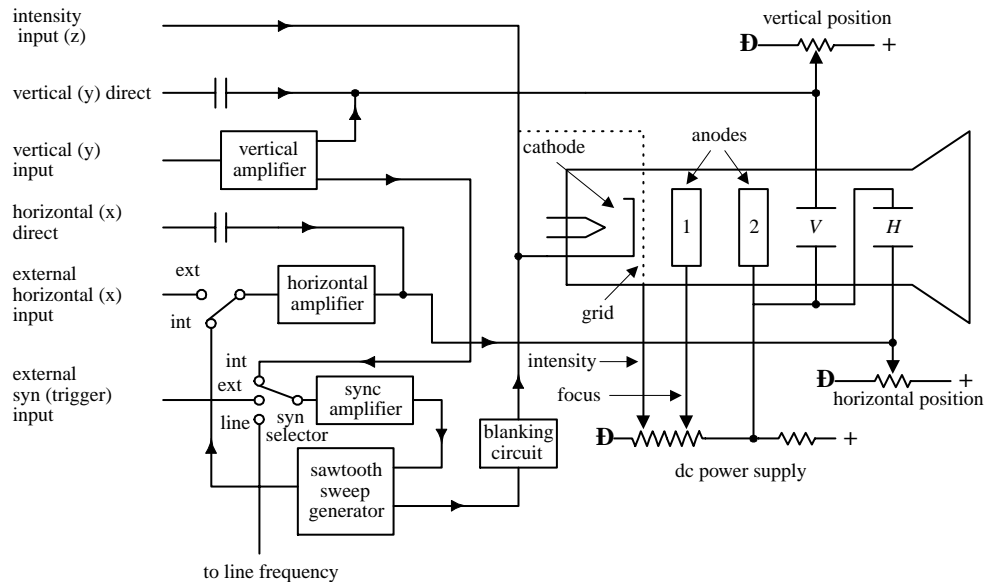 intensity
input (z)
vertical position
Ð
+
vertical (y) direct
vertical (y)
input
vertical
amplifier
cathode
anodes
horizontal (x)
direct
1
2
V
H
external
horizontal (x)
input
ext
int
horizontal
amplifier
grid
intensity
external
syn (trigger)
input
int
ext
line
syn
selector
sync
amplifier
focus
Ð
+
horizontal position
blanking
circuit
Ð
+
dc power supply
sawtooth
sweep
generator
to line frequency